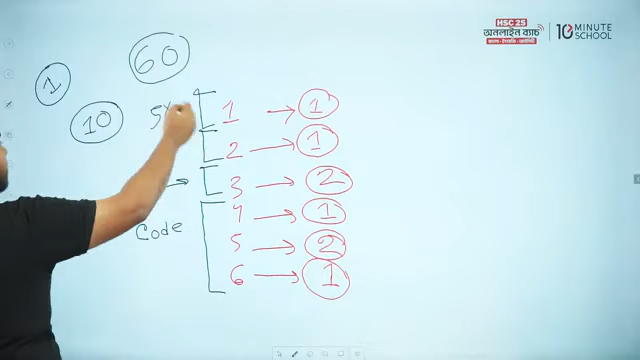 HSC 25
অনলাইন ব্যাচ
বাংলা · ইংরেজি · আইসিটি
10 MINUTE SCHOOL
60
1
10
1 → 1
2 → 1
3 → 2
4 → 1
Code
5 → 2
6 → 1